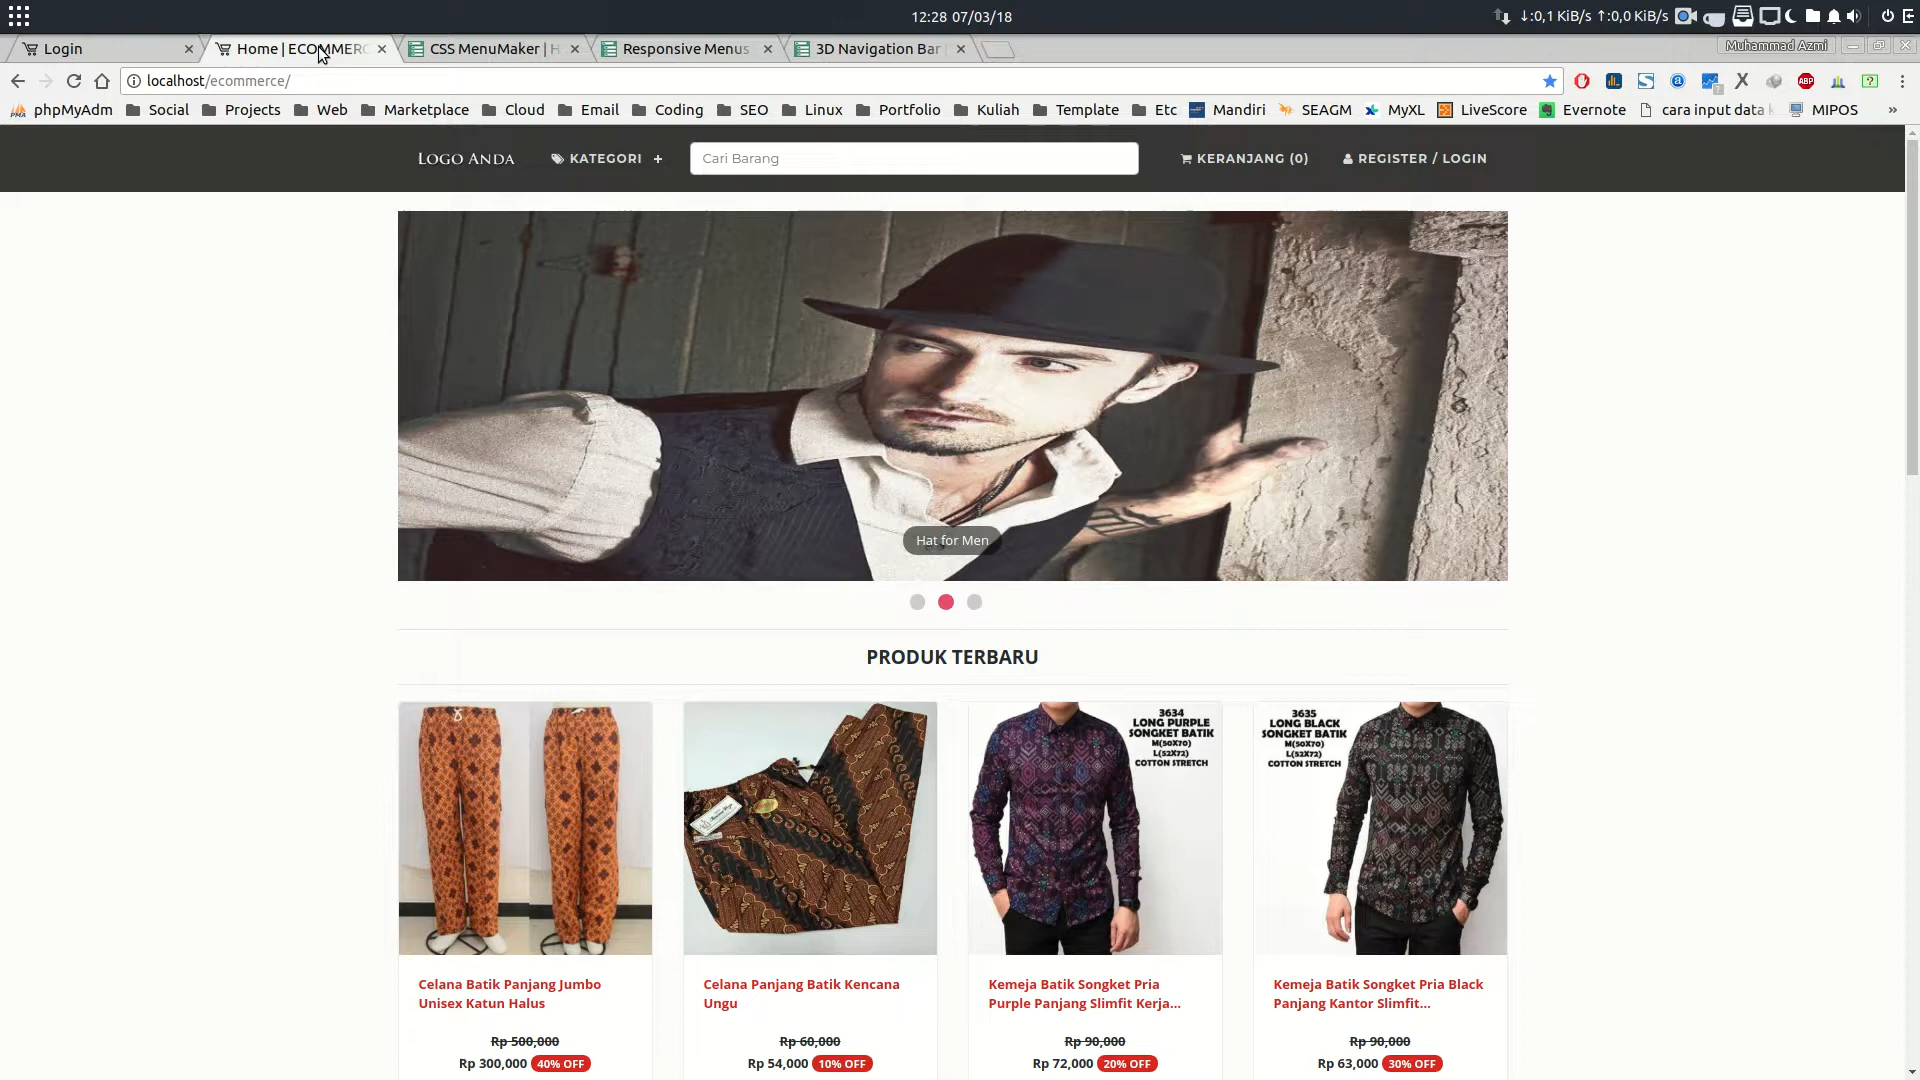 12:28 07/03/18
↓:0,1 KiB/s ↑:0,0 KiB/s
Login
Home | ECOMMERC
CSS MenuMaker | H
Responsive Menus
3D Navigation Bar
Muhammad Azmi
localhost/ecommerce/
phpMyAdm
Social
Projects
Web
Marketplace
Cloud
Email
Coding
SEO
Linux
Portfolio
Kuliah
Template
Etc
Mandiri
SEAGM
MyXL
LiveScore
Evernote
cara input data
MIPOS
»
LOGO ANDA
KATEGORI +
Cari Barang
KERANJANG (0)
REGISTER / LOGIN
Hat for Men
PRODUK TERBARU
3634
LONG PURPLE
SONGKET BATIK
M(50X70)
L(52X72)
COTTON STRETCH
3635
LONG BLACK
SONGKET BATIK
M(50X70)
L(52X72)
COTTON STRETCH
Celana Batik Panjang Jumbo
Unisex Katun Halus
Rp 500,000
Rp 300,000 40% OFF
Celana Panjang Batik Kencana
Ungu
Rp 60,000
Rp 54,000 10% OFF
Kemeja Batik Songket Pria
Purple Panjang Slimfit Kerja...
Rp 90,000
Rp 72,000 20% OFF
Kemeja Batik Songket Pria Black
Panjang Kantor Slimfit...
Rp 90,000
Rp 63,000 30% OFF